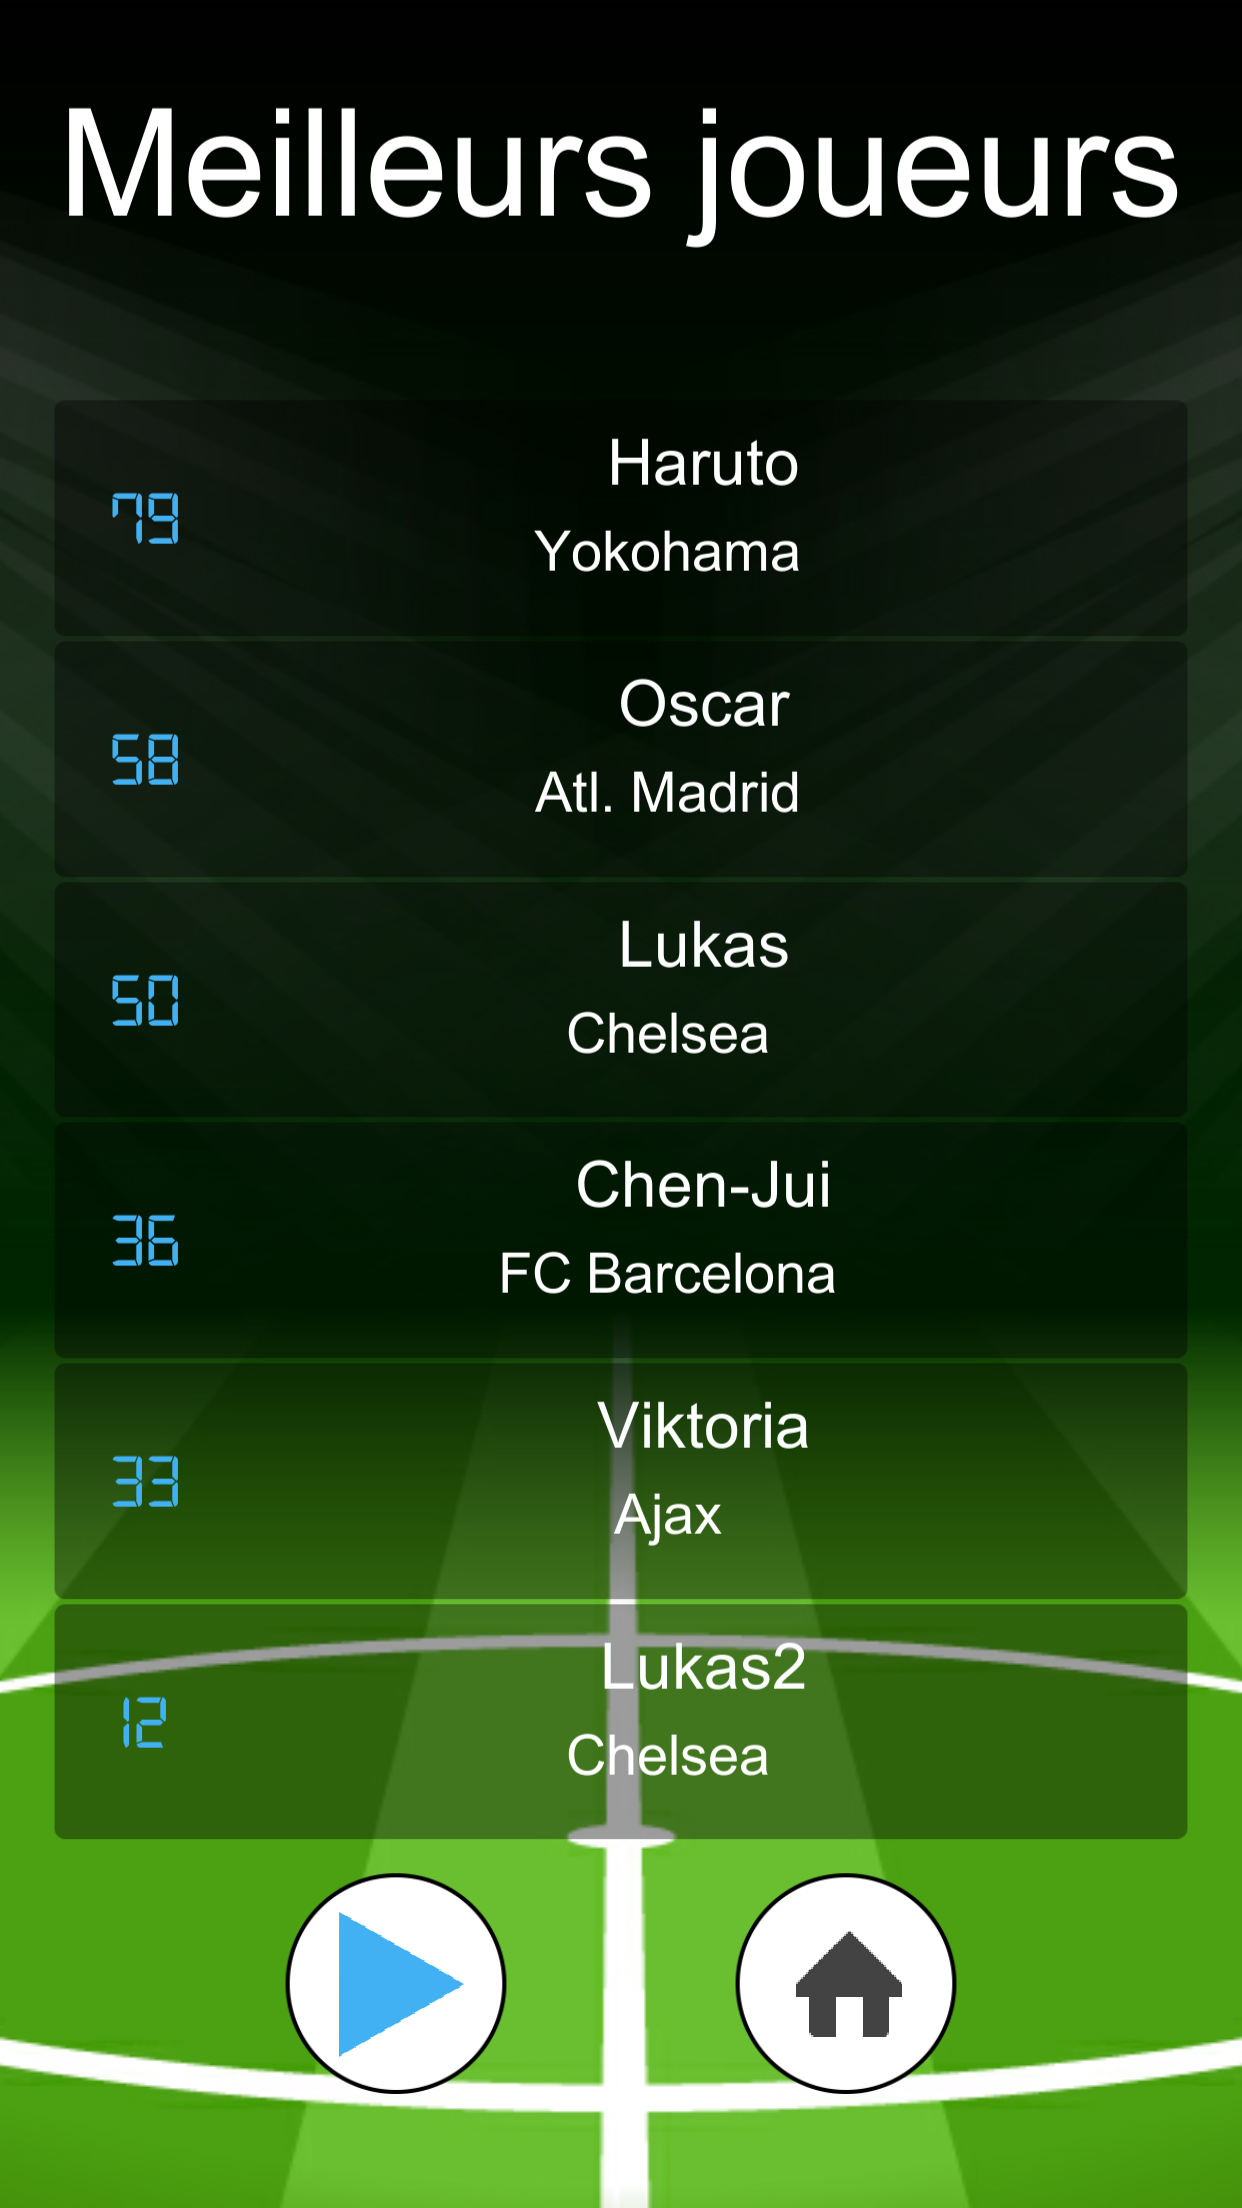 Meilleurs joueurs
Haruto
79
Yokohama
Oscar
58
Atl. Madrid
Lukas
50
Chelsea
Chen-Jui
36
FC Barcelona
Viktoria
33
Ajax
Lukas2
12
Chelsea